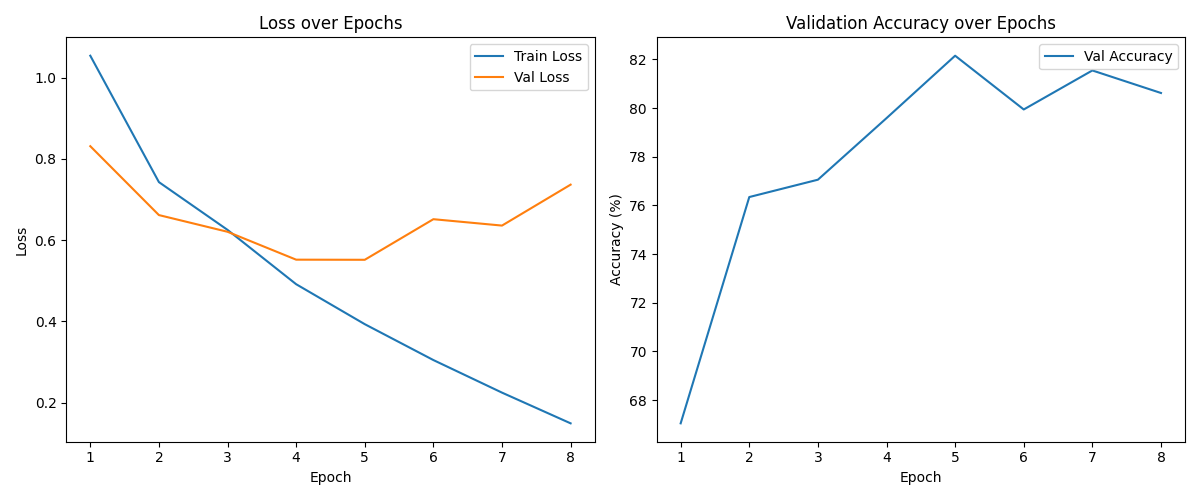 Loss over Epochs
Train Loss
Val Loss
1.0
0.8
0.6
0.4
0.2
Loss
1 2 3 4 5 6 7 8
Epoch
Validation Accuracy over Epochs
Val Accuracy
82
80
78
76
74
72
70
68
Accuracy (%)
1 2 3 4 5 6 7 8
Epoch